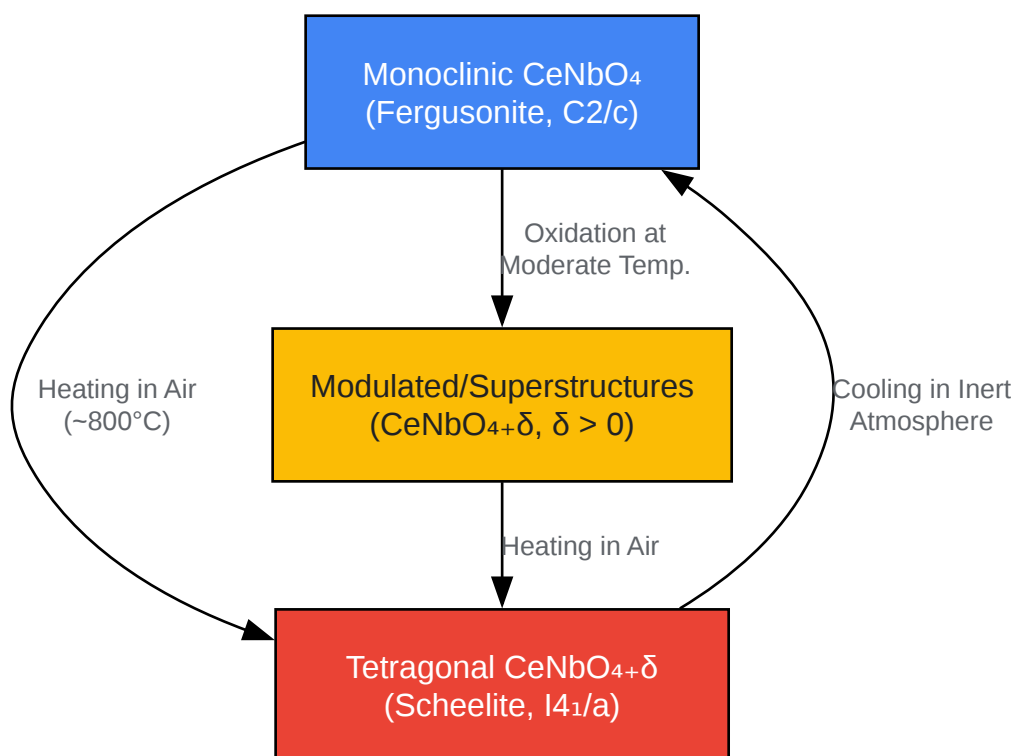 Monoclinic CeNbO₄
(Fergusonite, C2/c)
Oxidation at
Moderate Temp.
Heating in Air
(~800°C)
Modulated/Superstructures
(CeNbO₄₊δ, δ > 0)
Cooling in Inert
Atmosphere
Heating in Air
Tetragonal CeNbO₄₊δ
(Scheelite, I4₁/a)